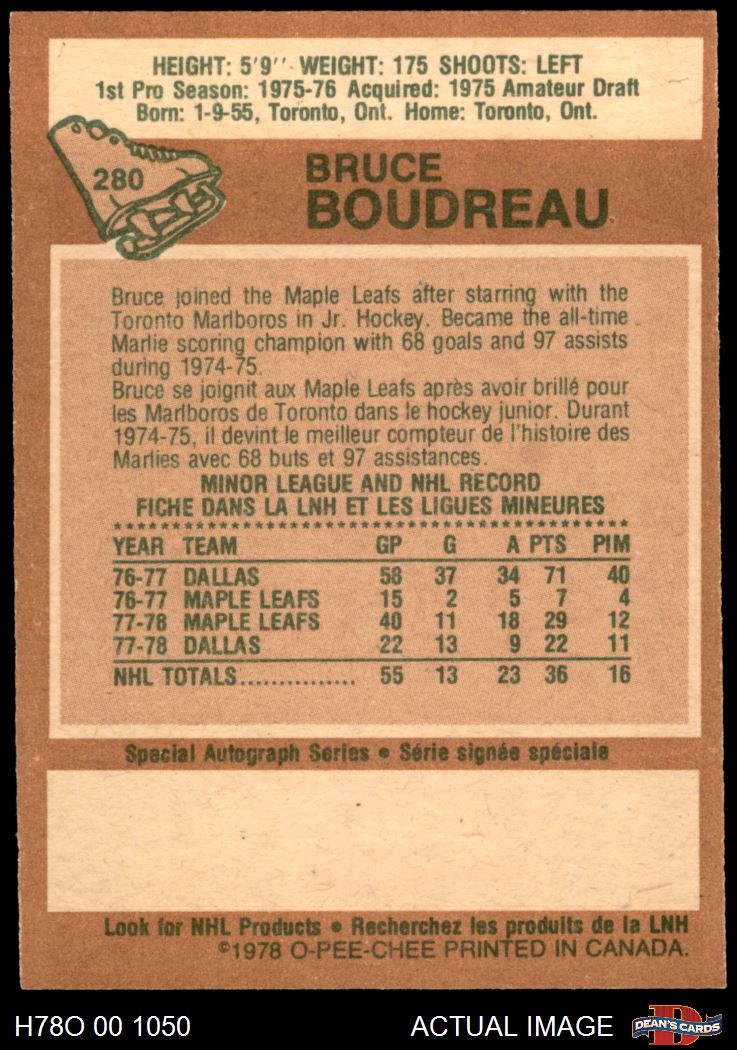 HEIGHT: 5'9'' WEIGHT: 175 SHOOTS: LEFT
1st Pro Season: 1975-76 Acquired: 1975 Amateur Draft
Born: 1-9-55, Toronto, Ont. Home: Toronto, Ont.
280
BRUCE
BOUDREAU
Bruce joined the Maple Leafs after starring with the
Toronto Marlboros in Jr. Hockey. Became the all-time
Marlie scoring champion with 68 goals and 97 assists
during 1974-75.
Bruce se joignit aux Maple Leafs après avoir brillé pour
les Marlboros de Toronto dans le hockey junior. Durant
1974-75, il devint le meilleur compteur de l'histoire des
Marlies avec 68 buts et 97 assistances.
MINOR LEAGUE AND NHL RECORD
FICHE DANS LA LNH ET LES LIGUES MINEURES
YEAR TEAM GP G A PTS PIM
76-77 DALLAS 58 37 34 71 40
76-77 MAPLE LEAFS 15 2 5 7 4
77-78 MAPLE LEAFS 40 11 18 29 12
77-78 DALLAS 22 13 9 22 11
NHL TOTALS............... 55 13 23 36 16
Special Autograph Series • Série signée spéciale
Look for NHL Products • Recherchez les produits de la LNH
©1978 O-PEE-CHEE PRINTED IN CANADA.
H78O 00 1050 ACTUAL IMAGE DEAN'S CARDS